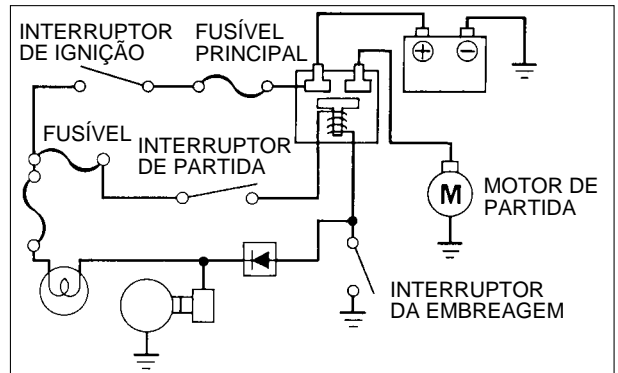 INTERRUPTOR
DE IGNIÇÃO
FUSÍVEL
PRINCIPAL
+ −
FUSÍVEL
INTERRUPTOR
DE PARTIDA
M
MOTOR DE
PARTIDA
INTERRUPTOR
DA EMBREAGEM